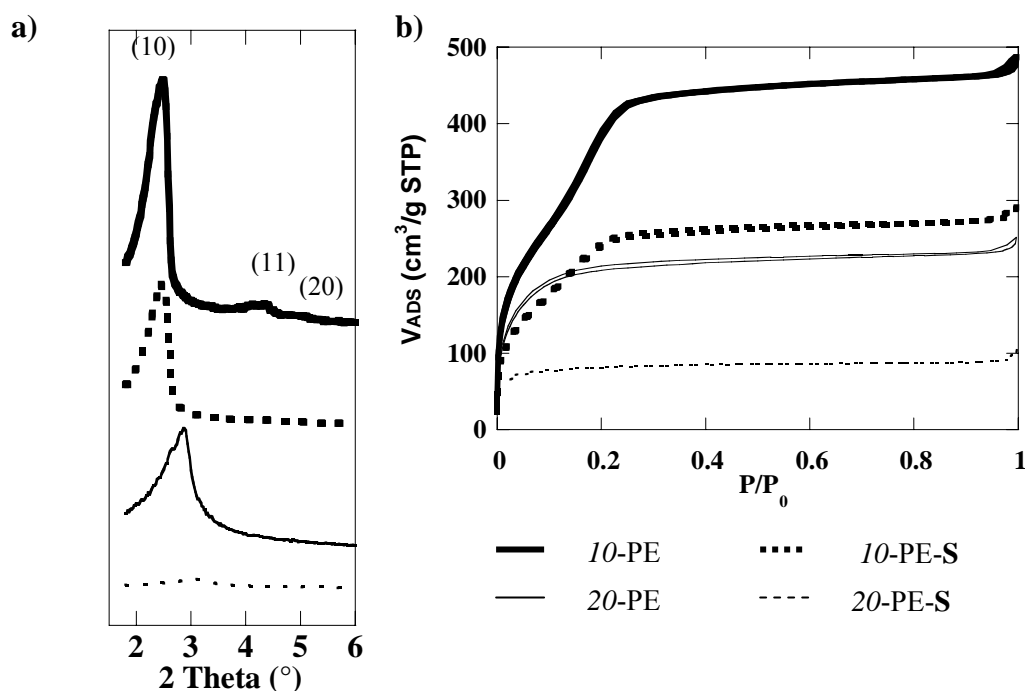 a)
(10)
(11)
(20)
2 3 4 5 6
2 Theta (°)
b)
500
400
300
200
100
0
V_ADS (cm³/g STP)
0 0.2 0.4 0.6 0.8 1
P/P₀
10-PE 10-PE-S
20-PE 20-PE-S